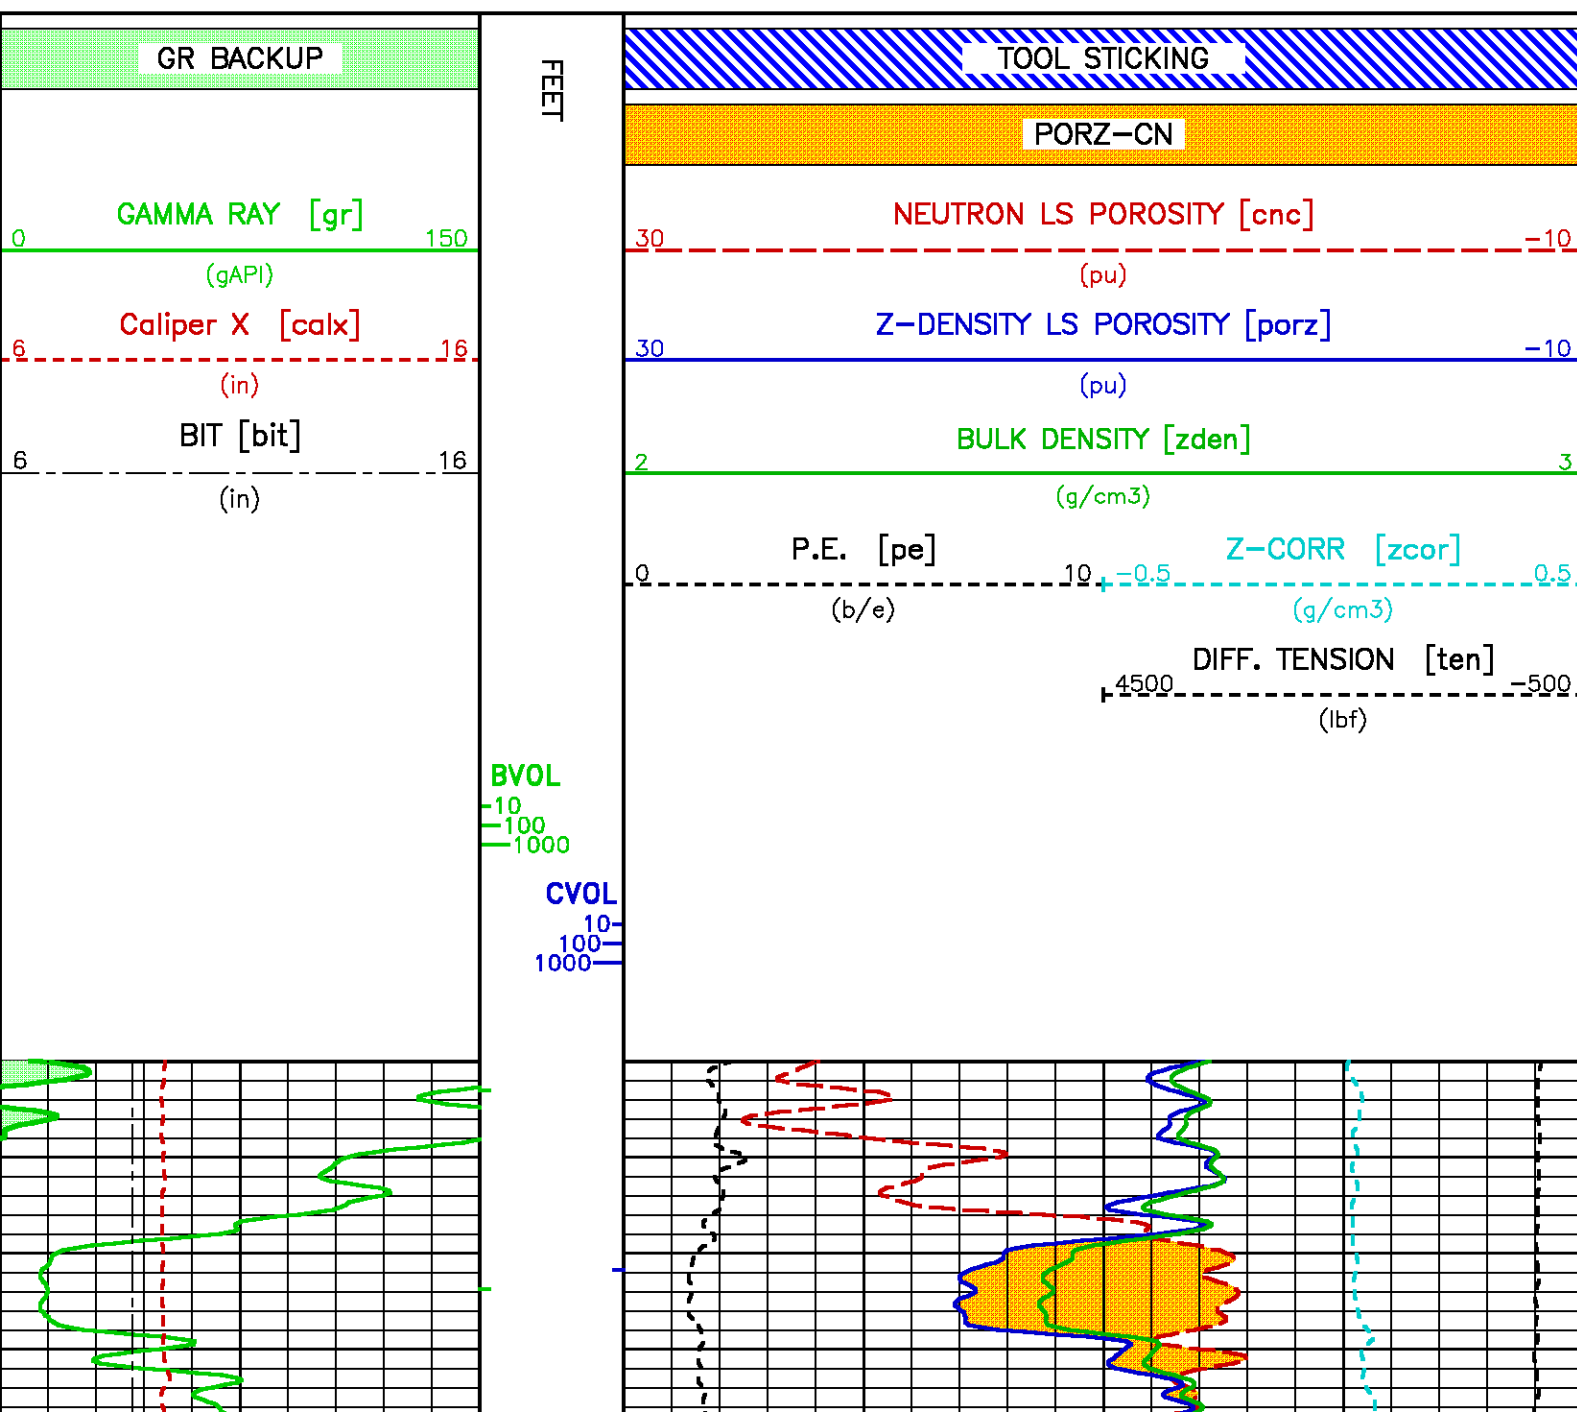 GR BACKUP
GAMMA RAY [gr]
0 150
(gAPI)
Caliper X [calx]
6 16
(in)
BIT [bit]
6 16
(in)
FEET
BVOL
10
100
1000
CVOL
10
100
1000
TOOL STICKING
PORZ-CN
NEUTRON LS POROSITY [cnc]
30 -10
(pu)
Z-DENSITY LS POROSITY [porz]
30 -10
(pu)
BULK DENSITY [zden]
2 3
(g/cm3)
P.E. [pe]
0 10
(b/e)
Z-CORR [zcor]
-0.5 0.5
(g/cm3)
DIFF. TENSION [ten]
4500 -500
(lbf)